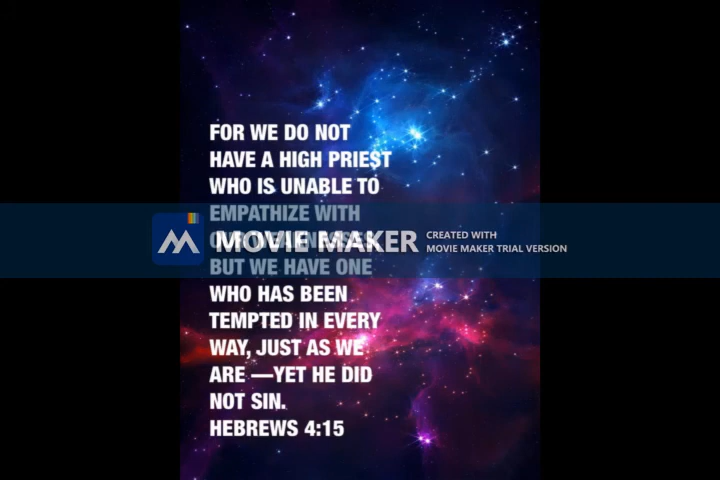 FOR WE DO NOT
HAVE A HIGH PRIEST
WHO IS UNABLE TO
EMPATHIZE WITH
OUR WEAKNESSES,
MOVIE MAKER
CREATED WITH
MOVIE MAKER TRIAL VERSION
BUT WE HAVE ONE
WHO HAS BEEN
TEMPTED IN EVERY
WAY, JUST AS WE
ARE —YET HE DID
NOT SIN.
HEBREWS 4:15